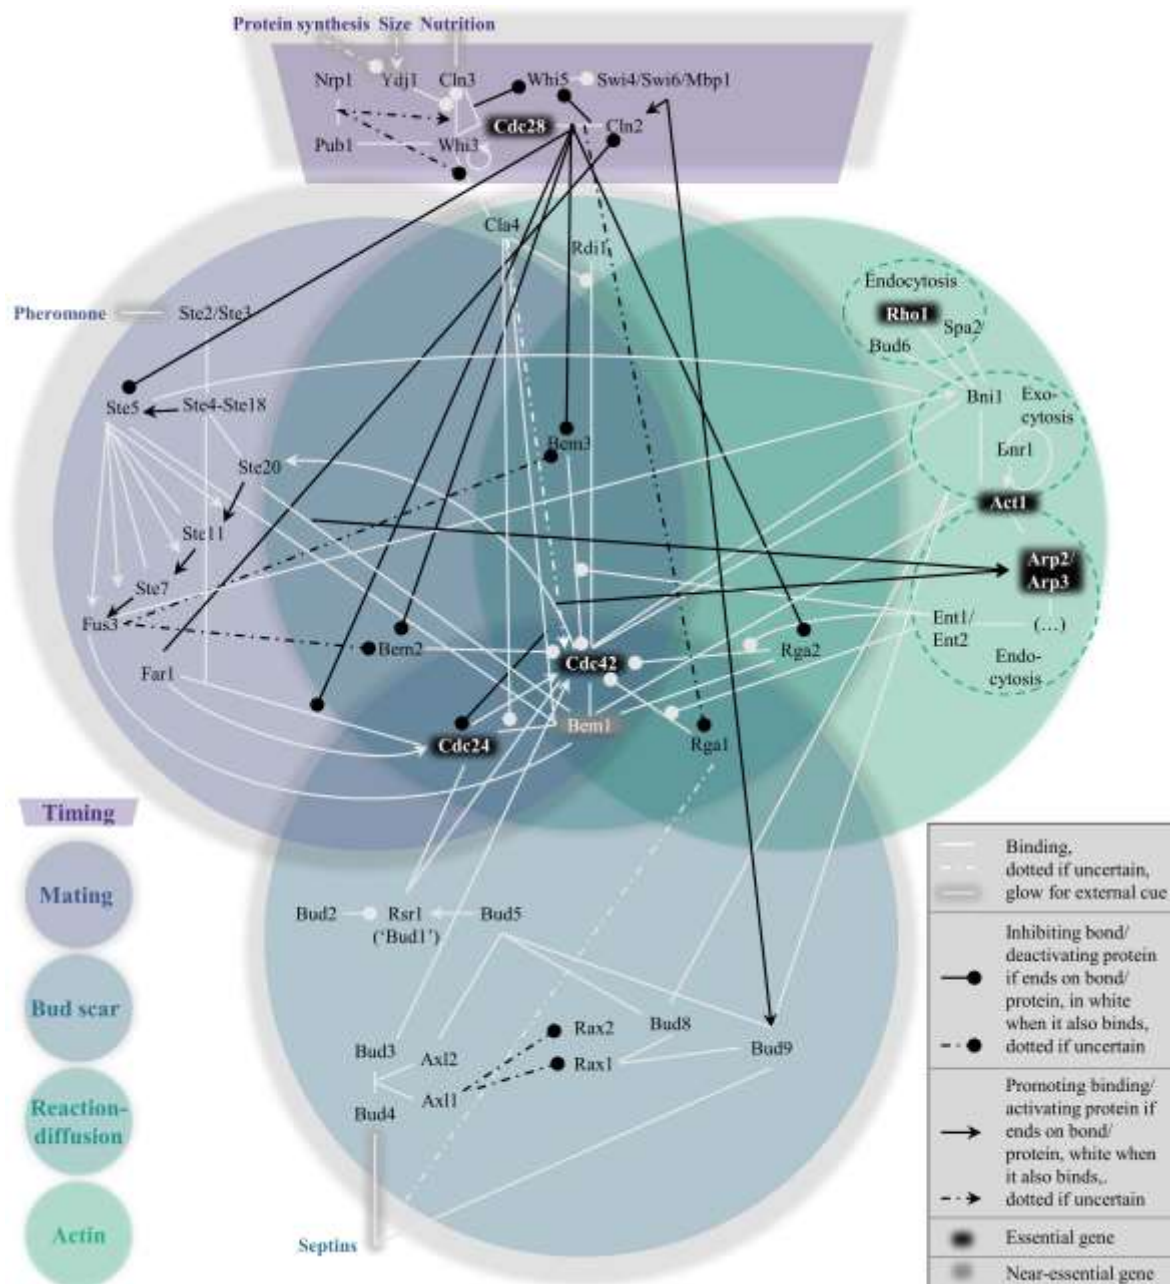 Protein synthesis Size Nutrition
Nrp1 Ydj1 Cln3 Whi5 Swi4/Swi6/Mbp1
Cdc28 Cln2
Pub1 Whi3
Cla4
Rdi1
Endocytosis
Rho1
Spa2
Bud6
Pheromone Ste2/Ste3
Bni1 Exo-
cytosis
Ste5 Ste4-Ste18
Bem3
Bnr1
Ste20
Act1
Ste11
Arp2/
Arp3
Ste7
Fus3
Ent1/
Ent2
(...)
Bem2
Cdc42
Rga2
Endo-
cytosis
Far1
Bem1
Cdc24
Rga1
Timing
Mating
Bud scar
Reaction-
diffusion
Actin
Bud2 Rsr1 Bud5
('Bud1')
Rax2 Bud8
Bud3 Axl2 Rax1 Bud9
Axl1
Bud4
Septins
Binding,
dotted if uncertain,
glow for external cue
Inhibiting bond/
deactivating protein
if ends on bond/
protein, in white
when it also binds,
dotted if uncertain
Promoting binding/
activating protein if
ends on bond/
protein, white when
it also binds,.
dotted if uncertain
Essential gene
Near-essential gene